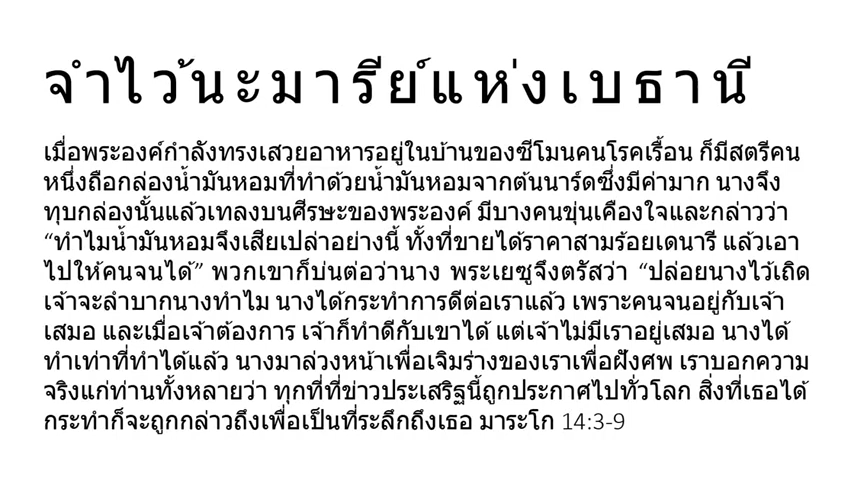 จำไว้นะมารีย์แห่งเบธานี
เมื่อพระองค์กำลังทรงเสวยอาหารอยู่ในบ้านของซีโมนคนโรคเรื้อน ก็มีสตรีคน
หนึ่งถือกล่องน้ำมันหอมที่ทำด้วยน้ำมันหอมจากต้นนาร์ดซึ่งมีค่ามาก นางจึง
ทุบกล่องนั้นแล้วเทลงบนศีรษะของพระองค์ มีบางคนขุ่นเคืองใจและกล่าวว่า
“ทำไมน้ำมันหอมจึงเสียเปล่าอย่างนี้ ทั้งที่ขายได้ราคาสามร้อยเดนารี แล้วเอา
ไปให้คนจนได้” พวกเขาก็บ่นต่อว่านาง พระเยซูจึงตรัสว่า “ปล่อยนางไว้เถิด
เจ้าจะลำบากนางทำไม นางได้กระทำการดีต่อเราแล้ว เพราะคนจนอยู่กับเจ้า
เสมอ และเมื่อเจ้าต้องการ เจ้าก็ทำดีกับเขาได้ แต่เจ้าไม่มีเราอยู่เสมอ นางได้
ทำเท่าที่ทำได้แล้ว นางมาล่วงหน้าเพื่อเจิมร่างของเราเพื่อฝังศพ เราบอกความ
จริงแก่ท่านทั้งหลายว่า ทุกที่ที่ข่าวประเสริฐนี้ถูกประกาศไปทั่วโลก สิ่งที่เธอได้
กระทำก็จะถูกกล่าวถึงเพื่อเป็นที่ระลึกถึงเธอ มาระโก 14:3-9